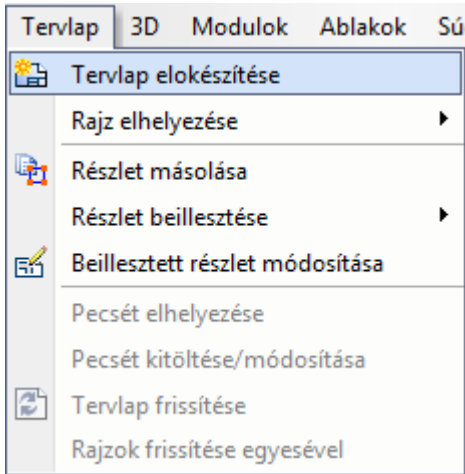 Tervlap 3D Modulok Ablakok Sú
Tervlap elokészítése
Rajz elhelyezése
Részlet másolása
Részlet beillesztése
Beillesztett részlet módosítása
Pecsét elhelyezése
Pecsét kitöltése/módosítása
Tervlap frissítése
Rajzok frissítése egyesével